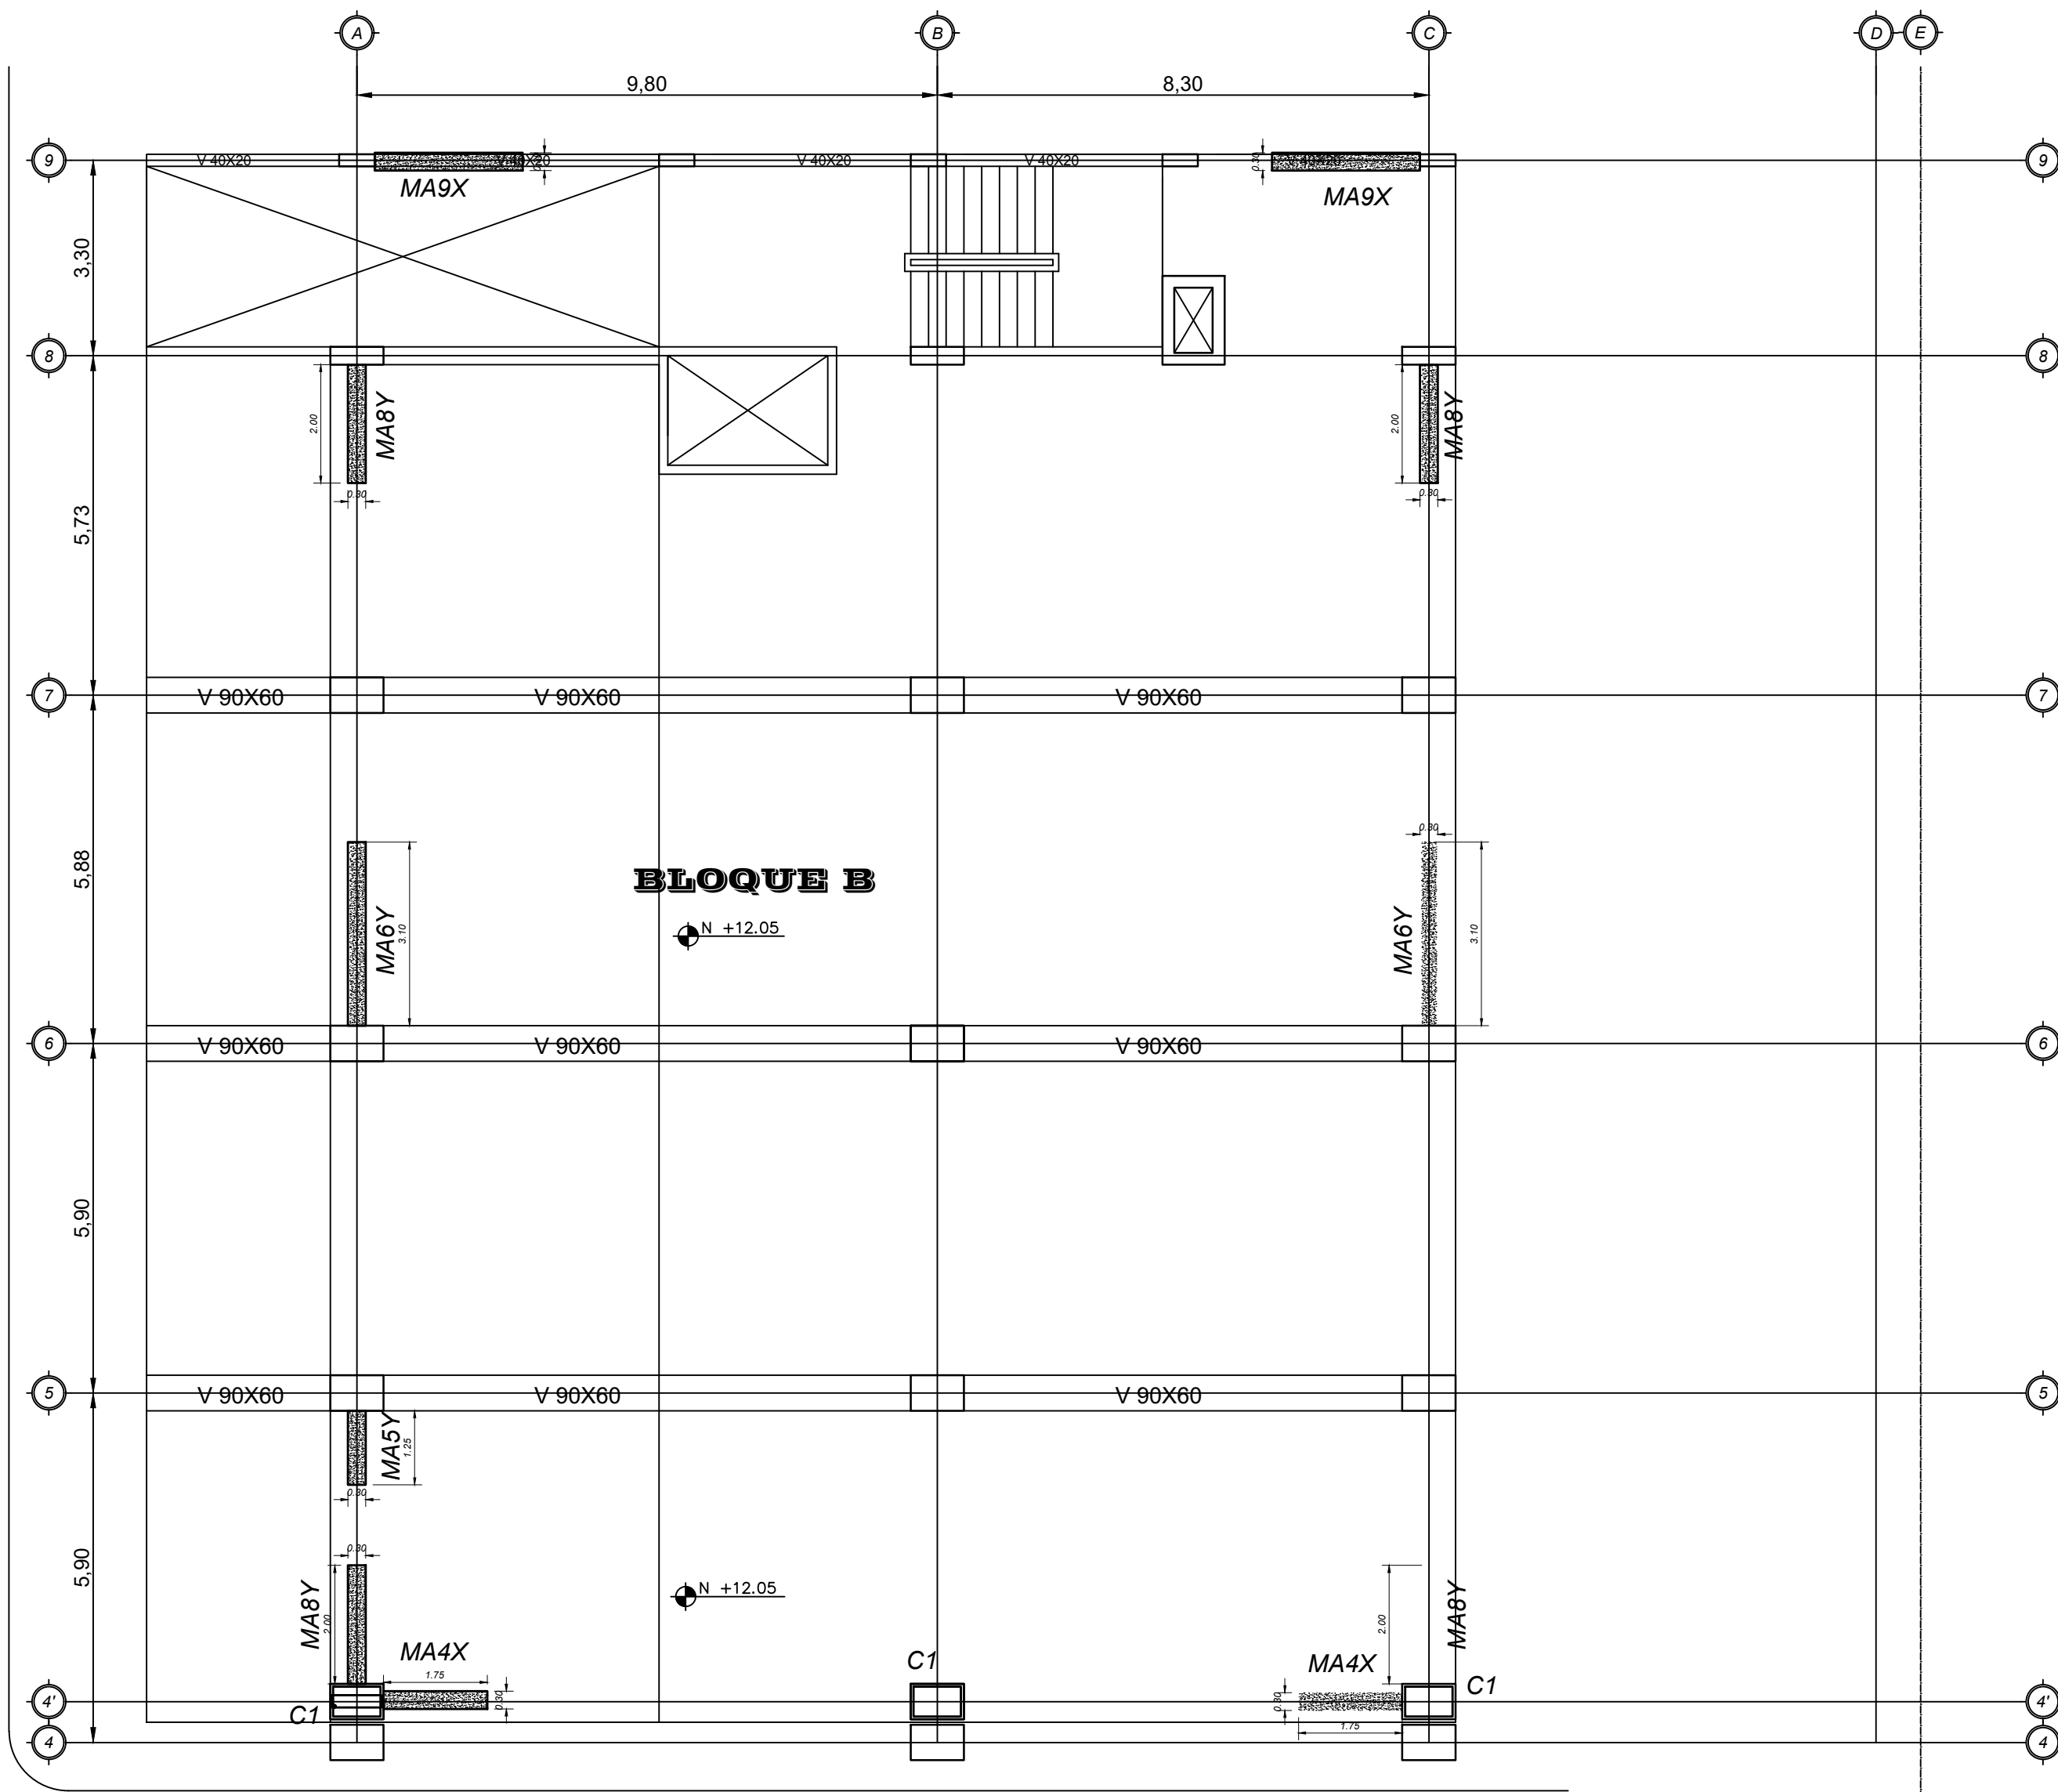 A
B
C
D
E
9,80
8,30
9
V 40X20
V 40X20
V 40X20
V 40X20
0.30
9
MA9X
MA9X
3,30
8
8
2.00
MA8Y
2.00
MA8Y
0.30
0.30
5,73
7
V 90X60
V 90X60
V 90X60
7
5,88
MA6Y
3.10
BLOQUE B
N +12.05
0.30
MA6Y
3.10
6
V 90X60
V 90X60
V 90X60
6
5,90
5
V 90X60
V 90X60
V 90X60
5
MA5Y
1.25
0.30
5,90
0.30
MA8Y
2.00
N +12.05
2.00
MA8Y
MA4X
1.75
0.30
C1
C1
MA4X
0.30
1.75
C1
4'
4'
4
4